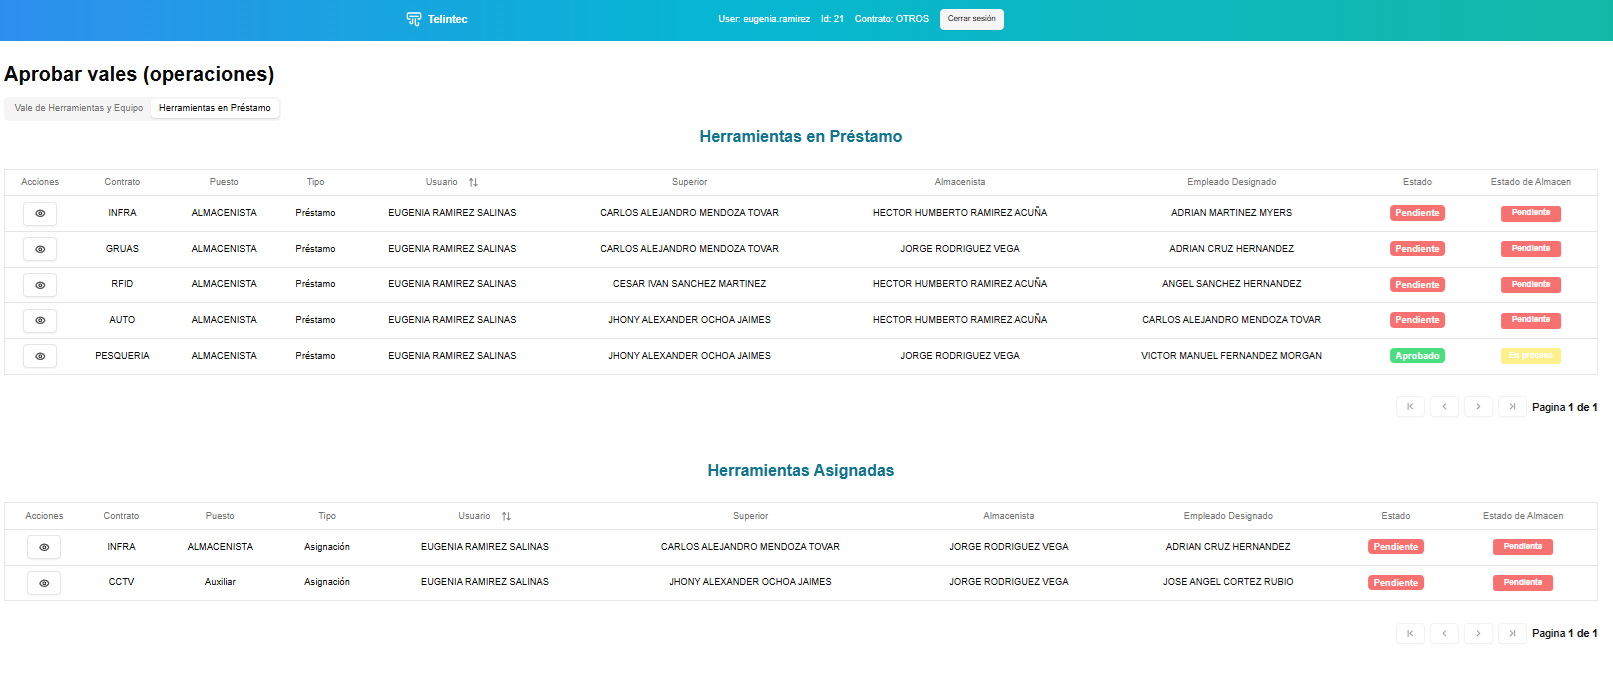 Telintec
User: eugenia.ramirez Id: 21 Contrato: OTROS Cerrar sesión
Aprobar vales (operaciones)
Vale de Herramientas y Equipo Herramientas en Préstamo
Herramientas en Préstamo
Acciones Contrato Puesto Tipo Usuario Superior Almacenista Empleado Designado Estado Estado de Almacen
INFRA ALMACENISTA Préstamo EUGENIA RAMIREZ SALINAS CARLOS ALEJANDRO MENDOZA TOVAR HECTOR HUMBERTO RAMIREZ ACUÑA ADRIAN MARTINEZ MYERS Pendiente Pendiente
GRUAS ALMACENISTA Préstamo EUGENIA RAMIREZ SALINAS CARLOS ALEJANDRO MENDOZA TOVAR JORGE RODRIGUEZ VEGA ADRIAN CRUZ HERNANDEZ Pendiente Pendiente
RFID ALMACENISTA Préstamo EUGENIA RAMIREZ SALINAS CESAR IVAN SANCHEZ MARTINEZ HECTOR HUMBERTO RAMIREZ ACUÑA ANGEL SANCHEZ HERNANDEZ Pendiente Pendiente
AUTO ALMACENISTA Préstamo EUGENIA RAMIREZ SALINAS JHONY ALEXANDER OCHOA JAIMES HECTOR HUMBERTO RAMIREZ ACUÑA CARLOS ALEJANDRO MENDOZA TOVAR Pendiente Pendiente
PESQUERIA ALMACENISTA Préstamo EUGENIA RAMIREZ SALINAS JHONY ALEXANDER OCHOA JAIMES JORGE RODRIGUEZ VEGA VICTOR MANUEL FERNANDEZ MORGAN Aprobado En proceso
Pagina 1 de 1
Herramientas Asignadas
Acciones Contrato Puesto Tipo Usuario Superior Almacenista Empleado Designado Estado Estado de Almacen
INFRA ALMACENISTA Asignación EUGENIA RAMIREZ SALINAS CARLOS ALEJANDRO MENDOZA TOVAR JORGE RODRIGUEZ VEGA ADRIAN CRUZ HERNANDEZ Pendiente Pendiente
CCTV Auxiliar Asignación EUGENIA RAMIREZ SALINAS JHONY ALEXANDER OCHOA JAIMES JORGE RODRIGUEZ VEGA JOSE ANGEL CORTEZ RUBIO Pendiente Pendiente
Pagina 1 de 1